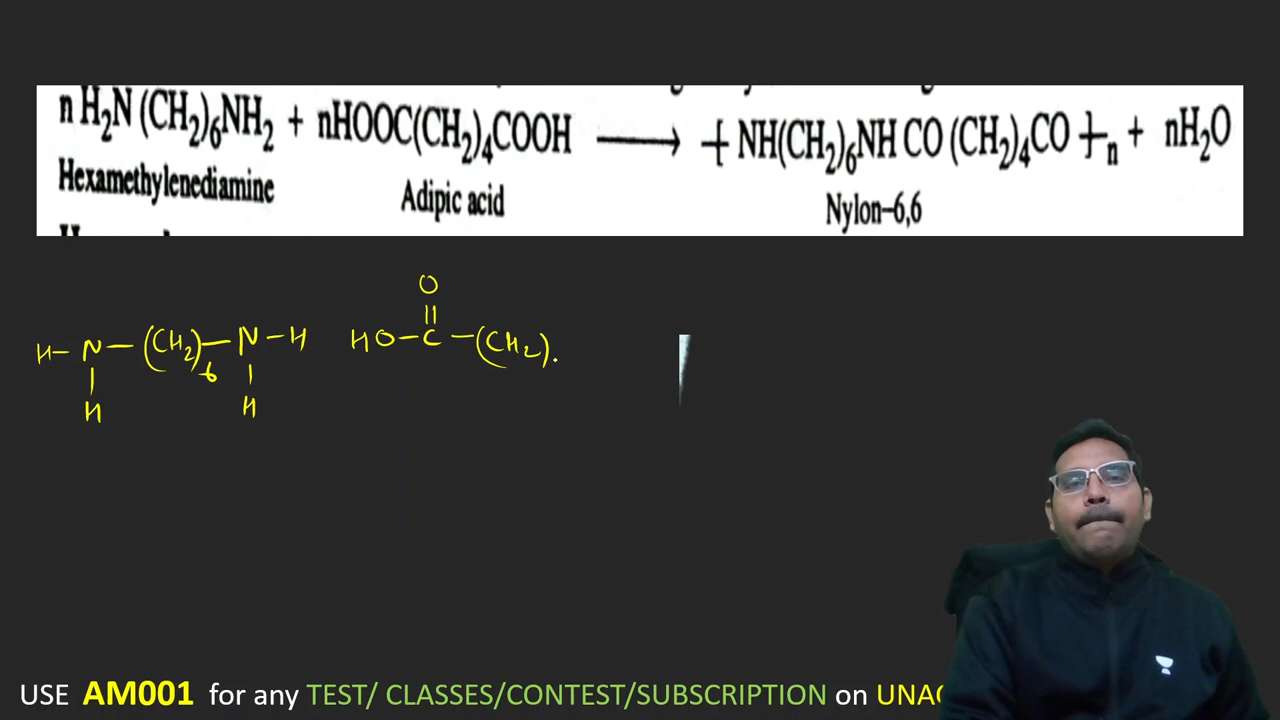 n H₂N (CH₂)₆NH₂ + nHOOC(CH₂)₄COOH ⟶ -[- NH(CH₂)₆NH CO (CH₂)₄CO -]-ₙ + nH₂O
Hexamethylenediamine Adipic acid Nylon-6,6
O
||
H– N – (CH₂)₆ – N – H HO – C – (CH₂).
| |
H H
USE AM001 for any TEST/ CLASSES/CONTEST/SUBSCRIPTION on